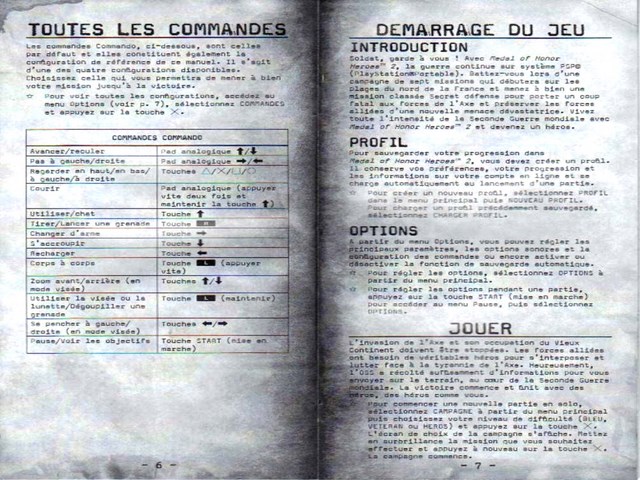 TOUTES LES COMMANDES
Les commandes Commando, ci-dessous, sont celles
par défaut et elles constituent également la
configuration de référence de ce manuel. Il s'agit
d'une des quatre configurations disponibles.
Choisissez celle qui vous permettra de mener à bien
votre mission jusqu'à la victoire.
☆ Pour voir toutes les configurations, accédez au
menu Options (voir p. 7), sélectionnez COMMANDES
et appuyez sur la touche ✕.
COMMANDES COMMANDO
Avancer/reculer Pad analogique ↑/↓
Pas à gauche/droite Pad analogique →/←
Regarder en haut/en bas/ Touches △/✕/□/○
à gauche/à droite
Courir Pad analogique (appuyez
vite deux fois et
maintenir la touche ↑)
Utiliser/chat Touche ↑
Tirer/Lancer une grenade Touche R
Changer d'arme Touche →
S'accroupir Touche ↓
Recharger Touche ←
Corps à corps Touche L (appuyer
vite)
Zoom avant/arrière (en Touches ↑/↓
mode visée)
Utiliser la visée ou la Touche L (maintenir)
lunette/Dégoupiller une
grenade
Se pencher à gauche/ Touches ←/→
droite (en mode visée)
Pause/Voir les objectifs Touche START (mise en
marche)
- 6 -
DEMARRAGE DU JEU
INTRODUCTION
Soldat, garde à vous ! Avec Medal of Honor
Heroes™ 2, la guerre continue sur système PSP®
(PlayStation®Portable). Battez-vous lors d'une
campagne de sept missions qui débutera sur les
plages du nord de la France et menez à bien une
mission classée Secret défense pour porter un coup
fatal aux forces de l'Axe et préserver les forces
alliées d'une nouvelle menace dévastatrice. Vivez
toute l'intensité de la Seconde Guerre mondiale avec
Medal of Honor Heroes™ 2 et devenez un héros.
PROFIL
Pour sauvegarder votre progression dans
Medal of Honor Heroes™ 2, vous devez créer un profil.
Il conserve vos préférences, votre progression et
les informations sur votre compte en ligne et se
charge automatiquement au lancement d'une partie.
☆ Pour créer un nouveau profil, sélectionnez PROFIL
dans le menu principal puis NOUVEAU PROFIL.
☆ Pour charger un profil précédemment sauvegardé,
sélectionnez CHARGER PROFIL.
OPTIONS
A partir du menu Options, vous pouvez régler les
principaux paramètres, les options sonores et la
configuration des commandes ou encore activer ou
désactiver la fonction de sauvegarde automatique.
☆ Pour régler les options, sélectionnez OPTIONS à
partir du menu principal.
☆ Pour régler les options pendant une partie,
appuyez sur la touche START (mise en marche)
pour accéder au menu Pause, puis sélectionnez
OPTIONS.
JOUER
L'invasion de l'Axe et son occupation du Vieux
Continent doivent être stoppées. Les forces alliées
ont besoin de véritables héros pour s'interposer et
lutter face à la tyrannie de l'Axe. Heureusement,
l'OSS a récolté suffisamment d'informations pour vous
envoyer sur le terrain, au cœur de la Seconde Guerre
mondiale. La victoire commence et finit avec des
héros, des héros comme vous.
Pour commencer une nouvelle partie en solo,
sélectionnez CAMPAGNE à partir du menu principal
puis choisissez votre niveau de difficulté (BLEU,
VETERAN ou HEROS) et appuyez sur la touche ✕.
L'écran de choix de la campagne s'affiche. Mettez
en surbrillance la mission que vous souhaitez
effectuer et appuyez à nouveau sur la touche ✕.
La campagne commence.
- 7 -